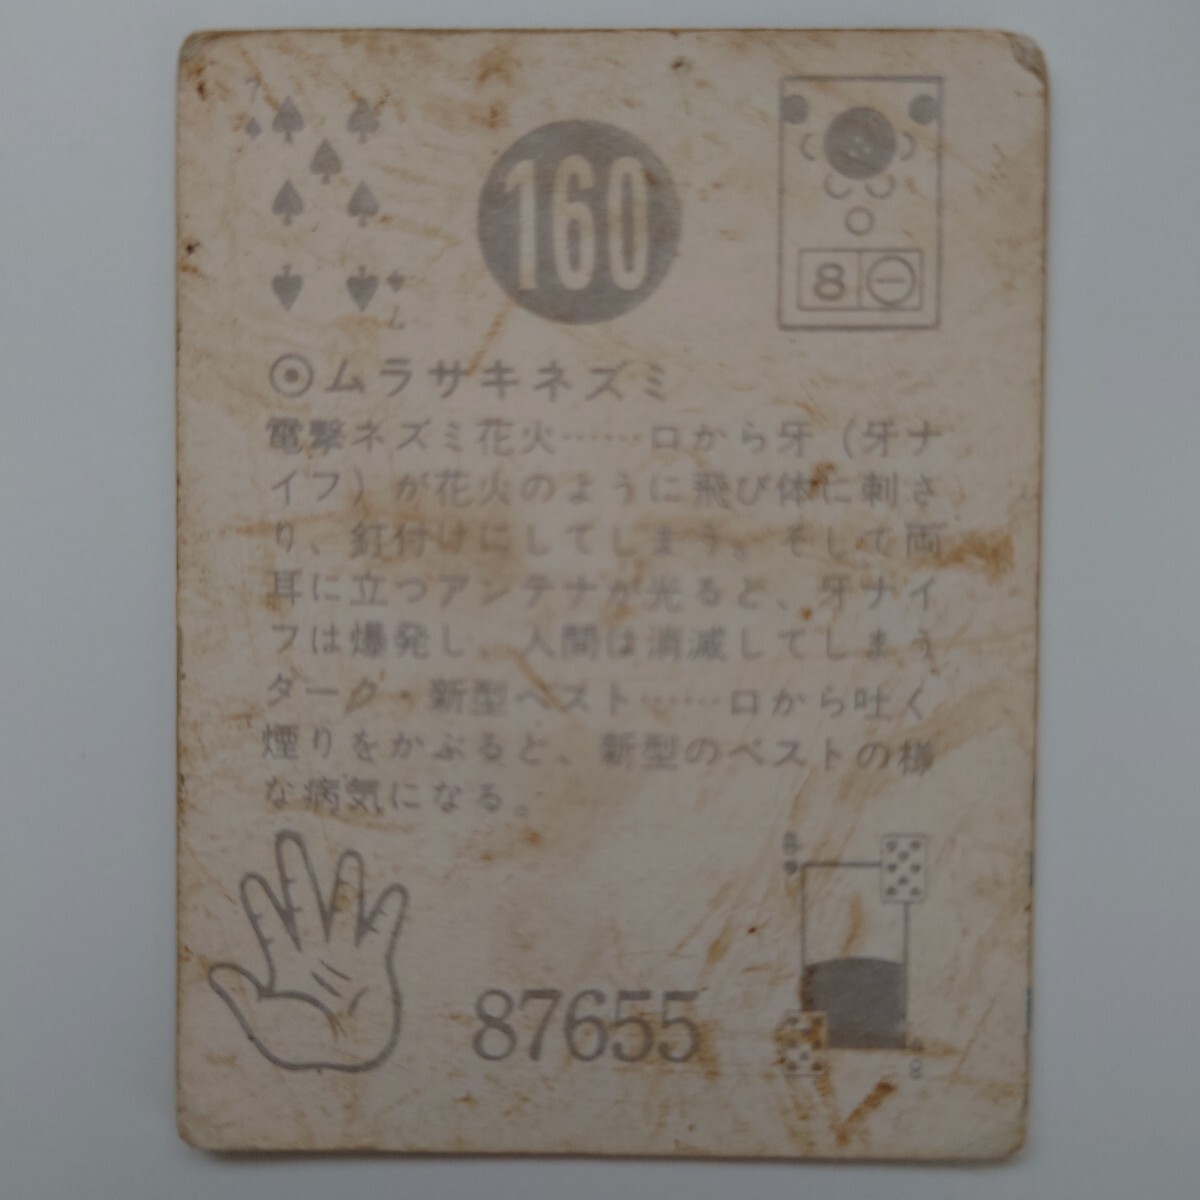 7
160
8 一
7
⦿ムラサキネズミ
電撃ネズミ花火……口から牙（牙ナ
イフ）が花火のように飛び体に刺さ
り、釘付けにしてしまう。そして両
耳に立つアンテナが光ると、牙ナイ
フは爆発し、人間は消滅してしまう
ダーク・新型ペスト……口から吐く
煙りをかぶると、新型のペストの様
な病気になる。
8
87655
8